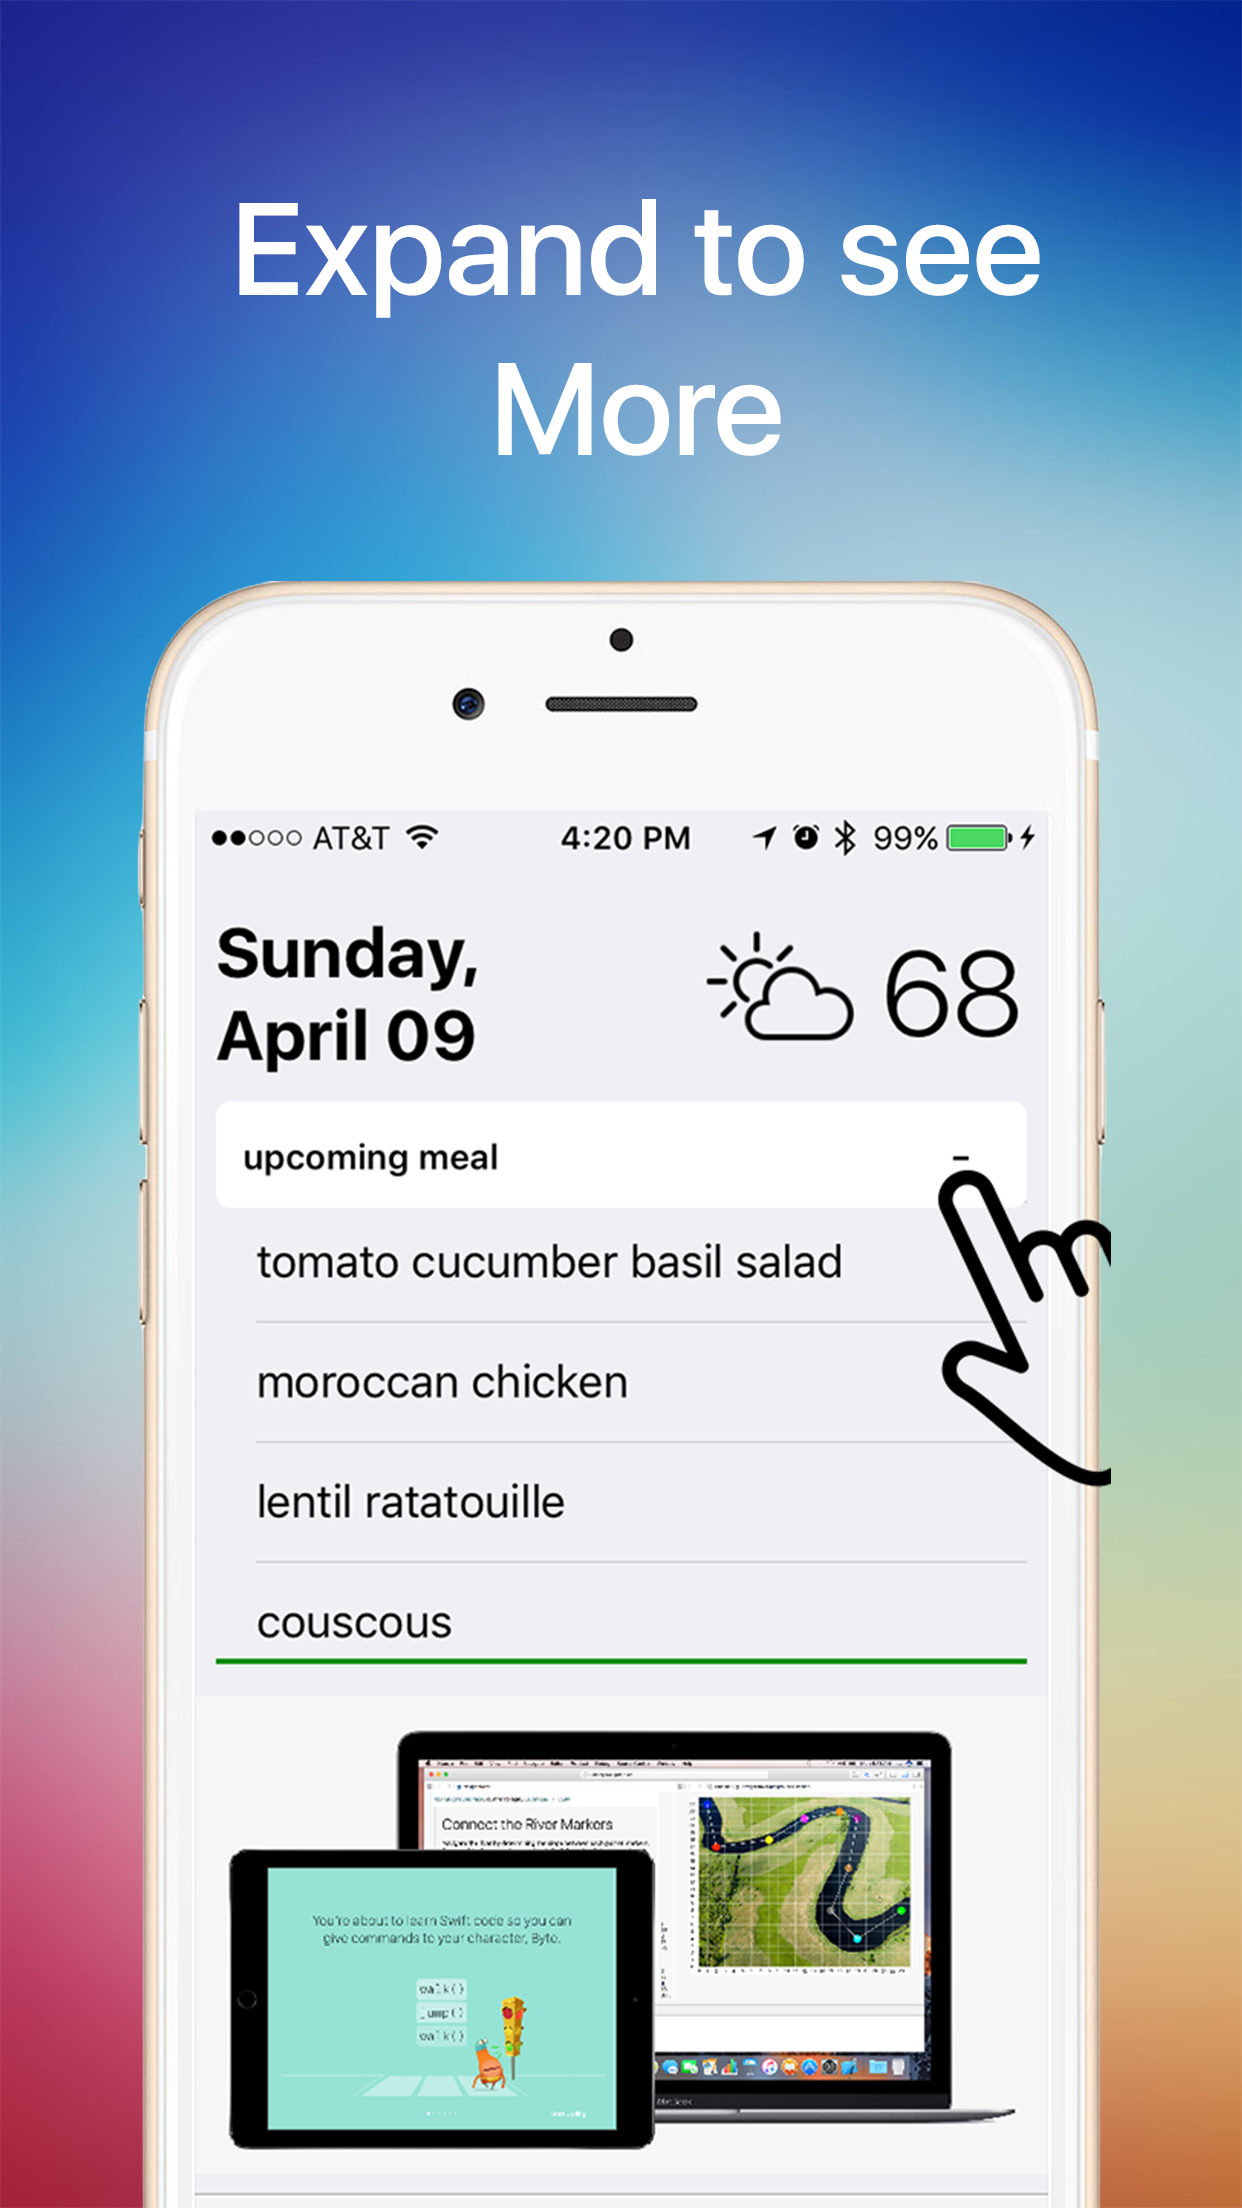 Expand to see
More
AT&T 4:20 PM 99%
Sunday,
April 09
68
upcoming meal -
tomato cucumber basil salad
moroccan chicken
lentil ratatouille
couscous
Connect the River Markers
You're about to learn Swift code so you can
give commands to your character, Byte.
walk()
jump()
walk()